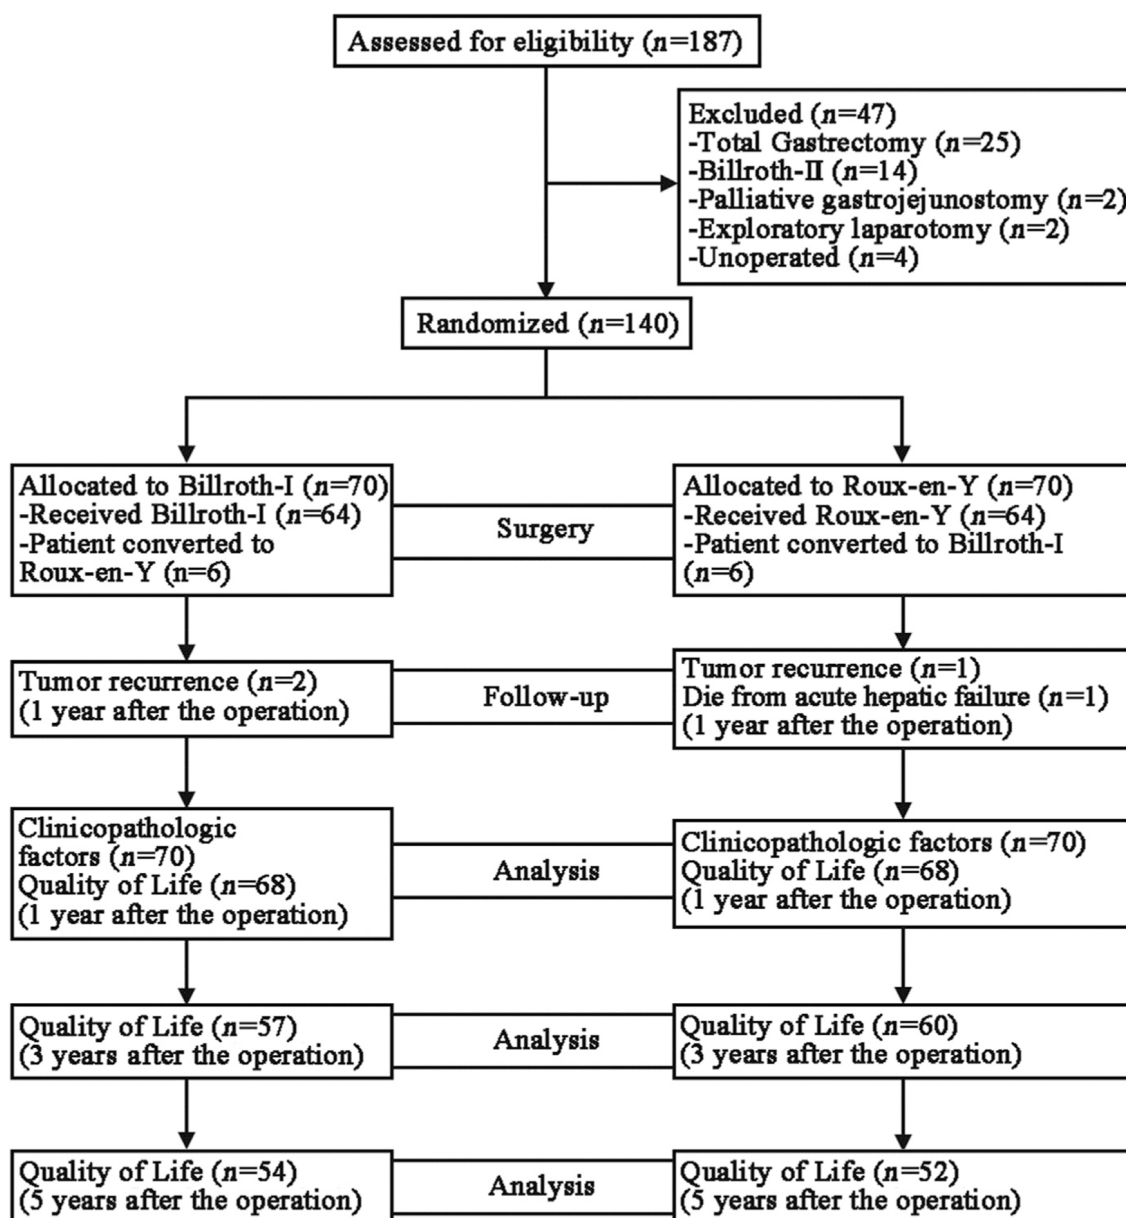 Assessed for eligibility (n=187)
Excluded (n=47)
-Total Gastrectomy (n=25)
-Billroth-II (n=14)
-Palliative gastrojejunostomy (n=2)
-Exploratory laparotomy (n=2)
-Unoperated (n=4)
Randomized (n=140)
Allocated to Billroth-I (n=70)
-Received Billroth-I (n=64)
-Patient converted to
Roux-en-Y (n=6)
Surgery
Allocated to Roux-en-Y (n=70)
-Received Roux-en-Y (n=64)
-Patient converted to Billroth-I
(n=6)
Tumor recurrence (n=2)
(1 year after the operation)
Follow-up
Tumor recurrence (n=1)
Die from acute hepatic failure (n=1)
(1 year after the operation)
Clinicopathologic
factors (n=70)
Quality of Life (n=68)
(1 year after the operation)
Analysis
Clinicopathologic factors (n=70)
Quality of Life (n=68)
(1 year after the operation)
Quality of Life (n=57)
(3 years after the operation)
Analysis
Quality of Life (n=60)
(3 years after the operation)
Quality of Life (n=54)
(5 years after the operation)
Analysis
Quality of Life (n=52)
(5 years after the operation)